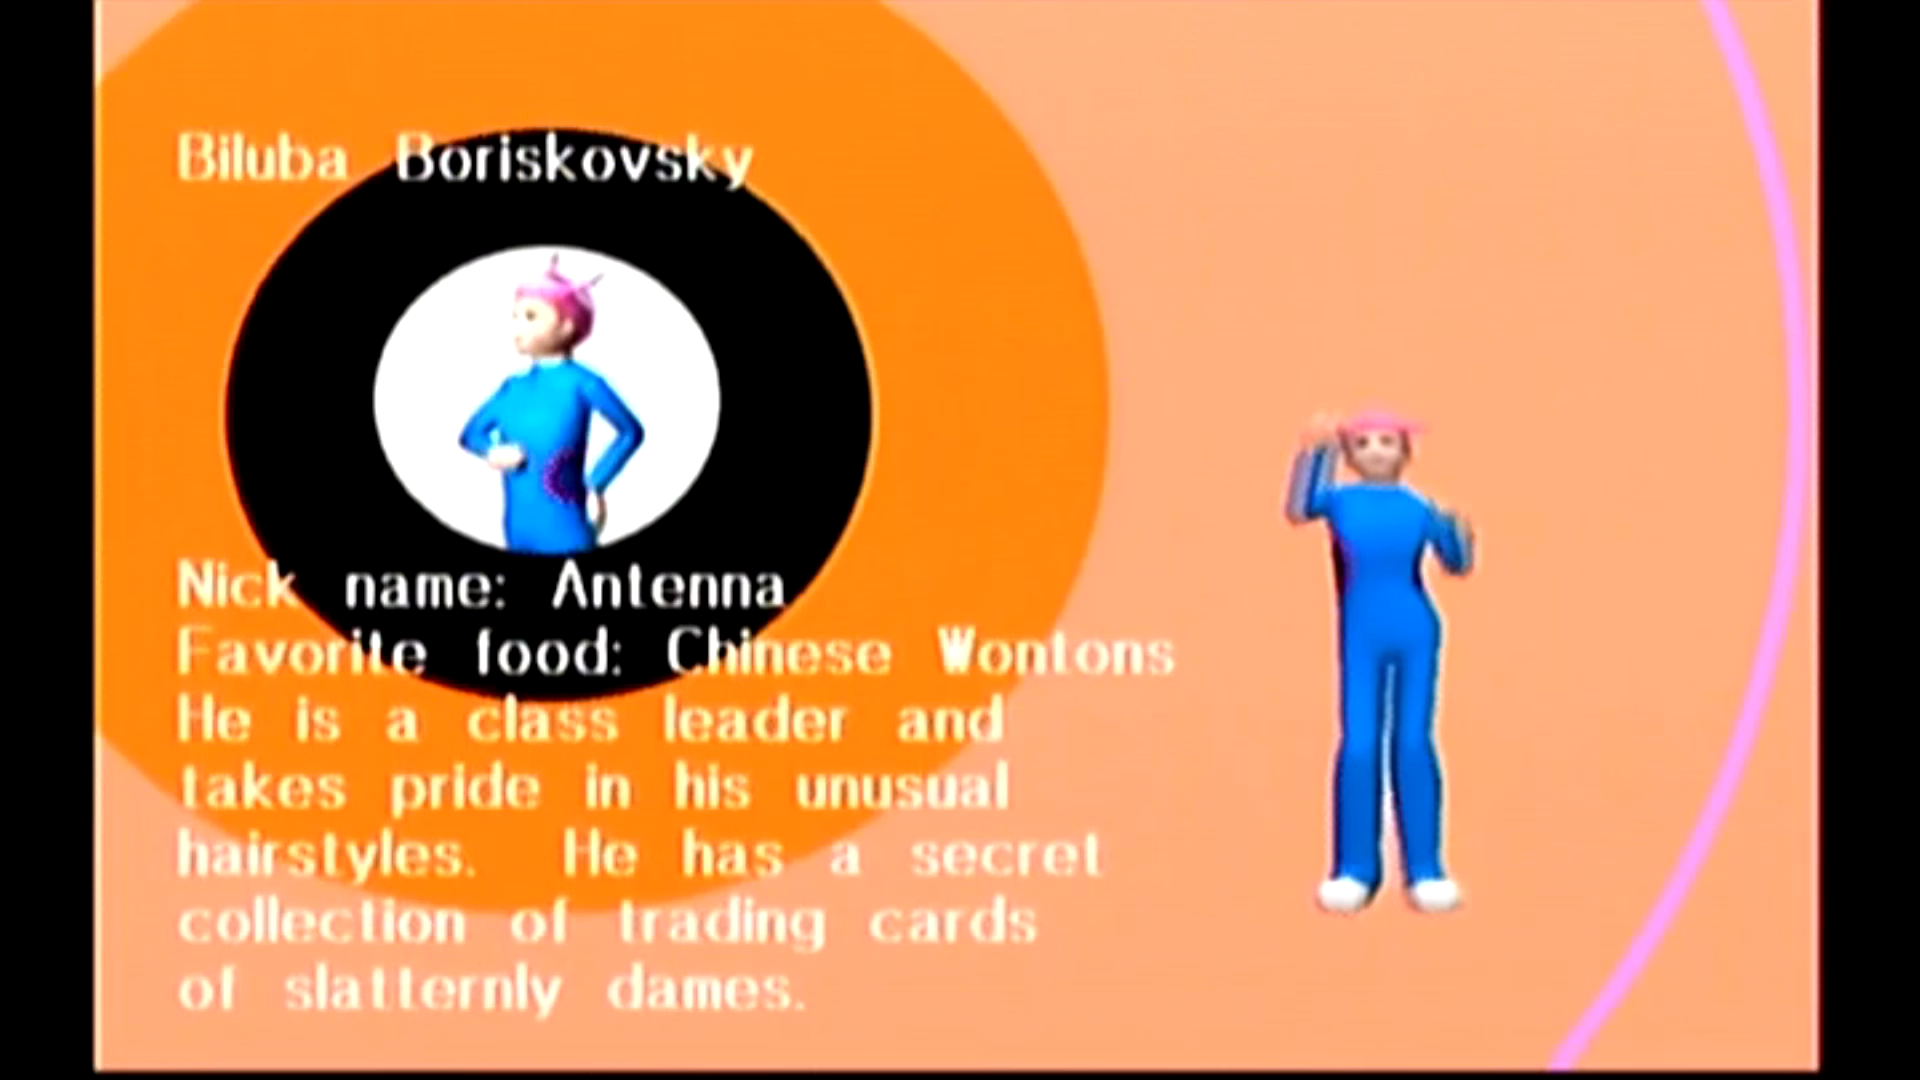 Biluba Boriskovsky
Nick name: Antenna
Favorite food: Chinese Wontons
He is a class leader and
takes pride in his unusual
hairstyles. He has a secret
collection of trading cards
of slatternly dames.